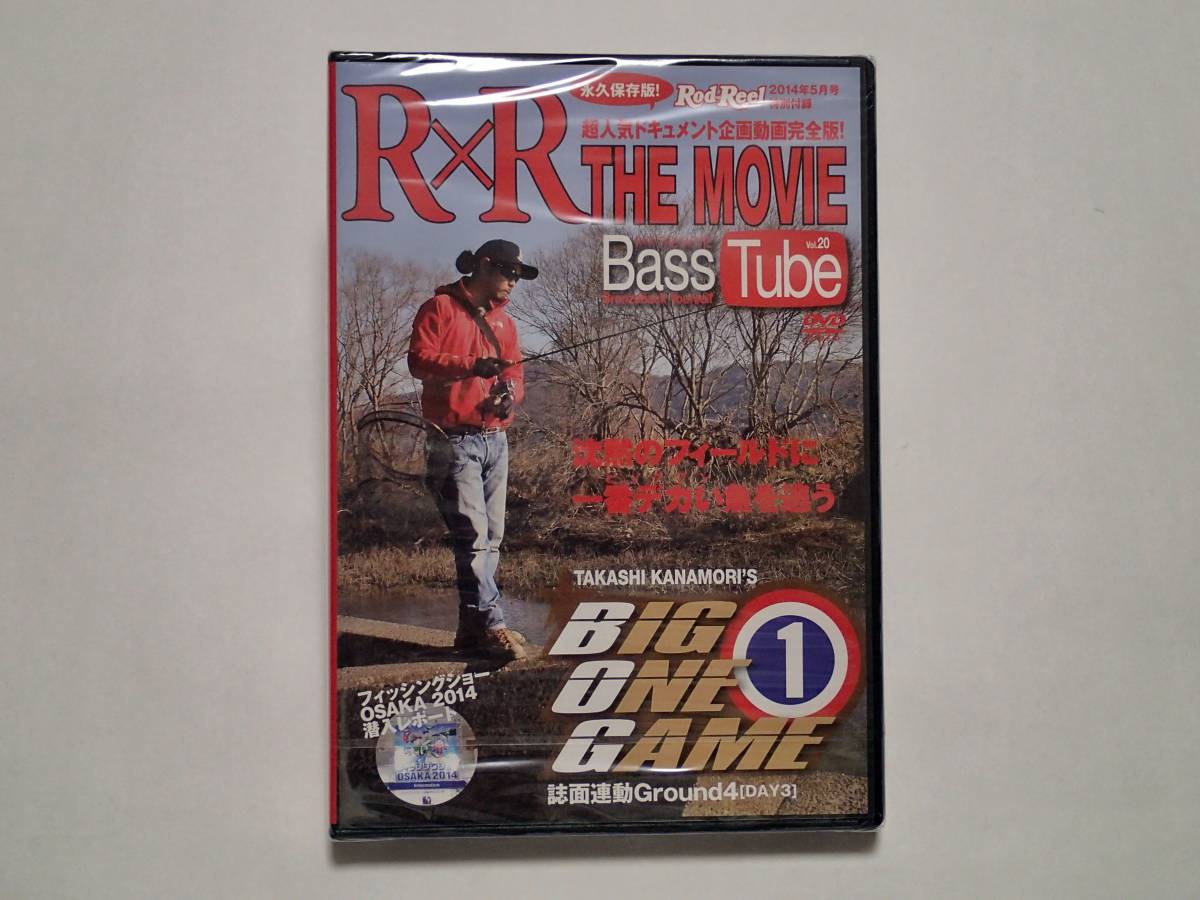 永久保存版!
Rod and Reel
2014年5月号
特別付録
R×R
超人気ドキュメント企画動画完全版!
THE MOVIE
Bass Tube
Vol.20
DVD
沈黙のフィールドに
一番デカい魚を追う
TAKASHI KANAMORI'S
BIG
ONE
GAME
1
フィッシングショー
OSAKA 2014
潜入レポート
OSAKA2014
Information
誌面連動Ground4[DAY3]